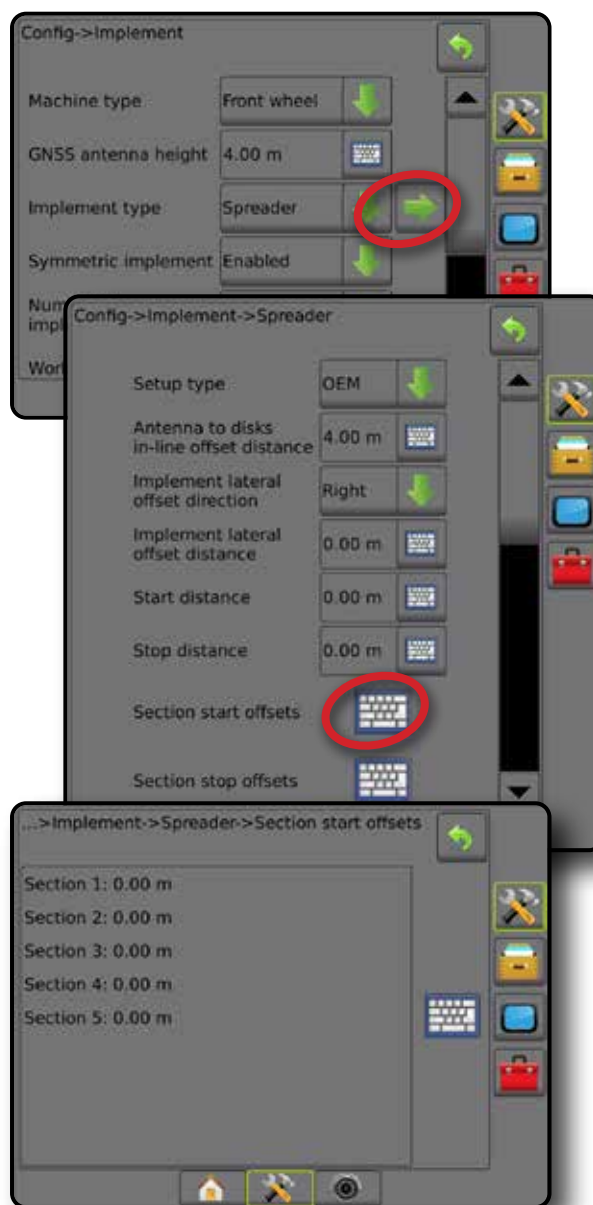 Config->Implement
Machine type Front wheel
GNSS antenna height 4.00 m
Implement type Spreader
Symmetric implement Enabled
Config->Implement->Spreader
Setup type OEM
Antenna to disks
in-line offset distance 4.00 m
Implement lateral
offset direction Right
Implement lateral
offset distance 0.00 m
Start distance 0.00 m
Stop distance 0.00 m
Section start offsets
Section stop offsets
...>Implement->Spreader->Section start offsets
Section 1: 0.00 m
Section 2: 0.00 m
Section 3: 0.00 m
Section 4: 0.00 m
Section 5: 0.00 m